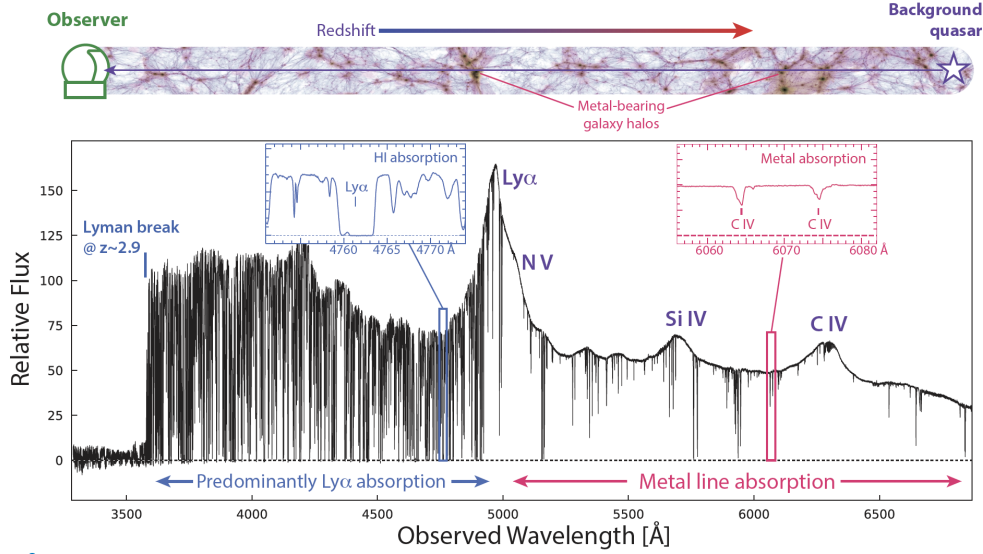 Observer
Redshift
Background
quasar
Metal-bearing
galaxy halos
HI absorption
Lyα
4760 4765 4770 Å
Metal absorption
C IV C IV
6060 6070 6080 Å
Lyman break
@ z~2.9
Lyα
N V
Si IV
C IV
Relative Flux
150
125
100
75
50
25
0
Predominantly Lyα absorption
Metal line absorption
3500 4000 4500 5000 5500 6000 6500
Observed Wavelength [Å]